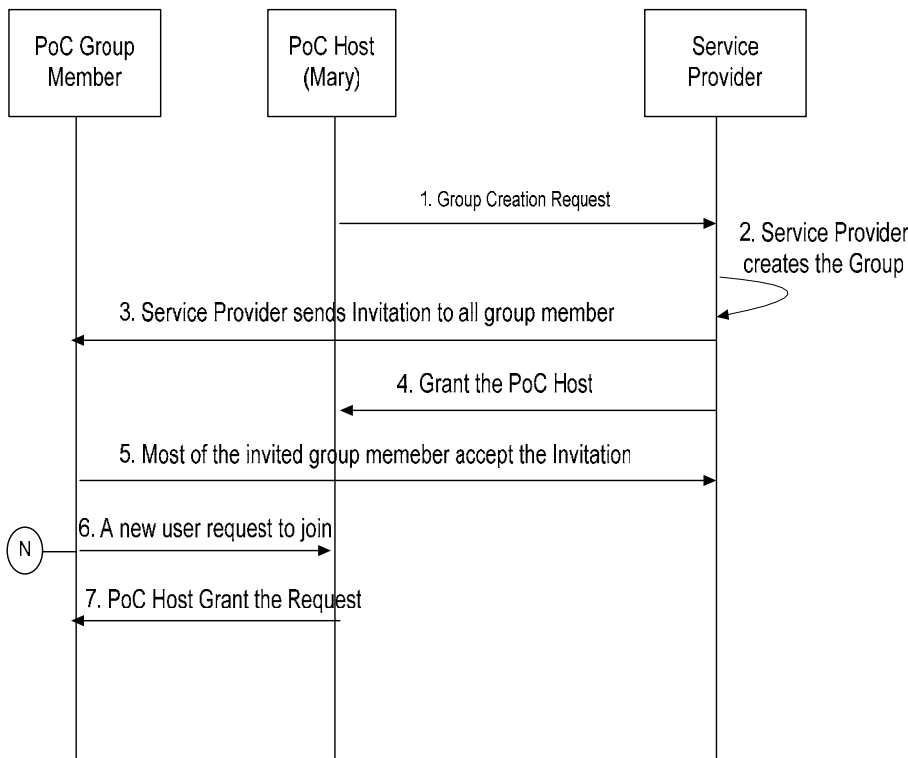 PoC Group
Member
PoC Host
(Mary)
Service
Provider
1. Group Creation Request
2. Service Provider
creates the Group
3. Service Provider sends Invitation to all group member
4. Grant the PoC Host
5. Most of the invited group memeber accept the Invitation
6. A new user request to join
N
7. PoC Host Grant the Request